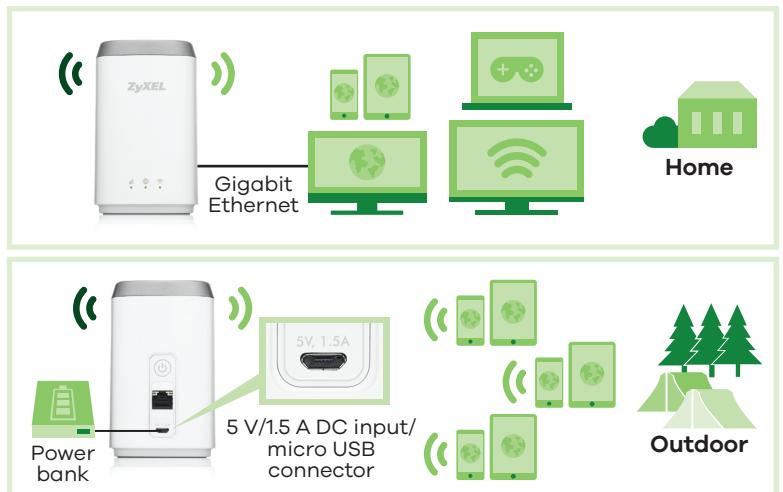 ZyXEL
Gigabit
Ethernet
Home
5V, 1.5A
Power
bank
5 V/1.5 A DC input/
micro USB
connector
Outdoor